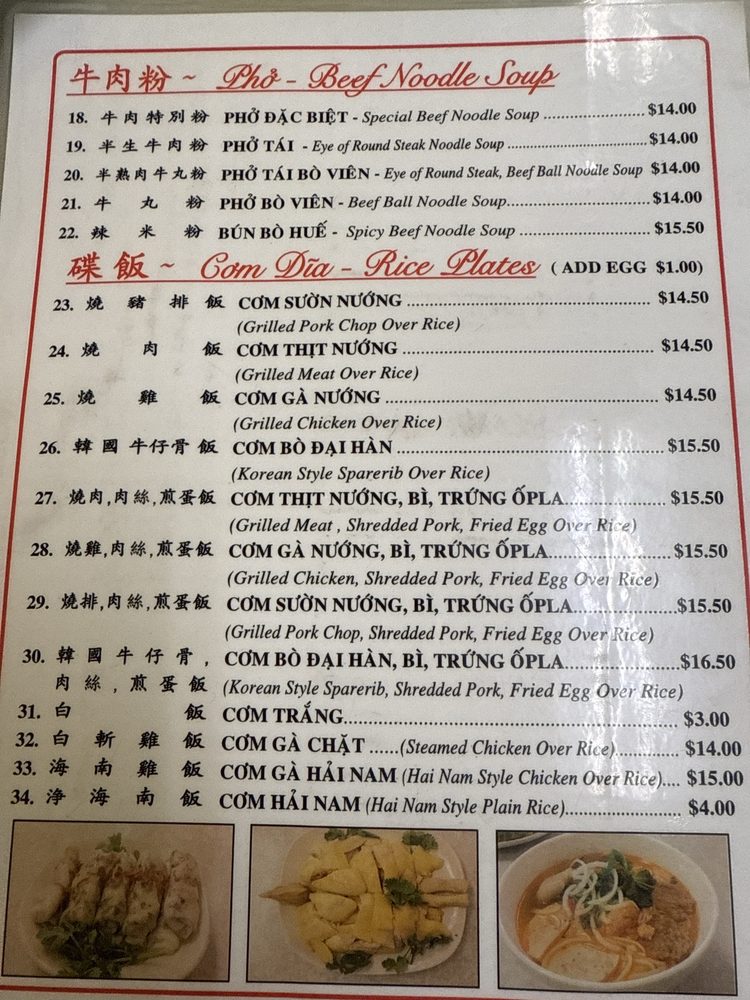 牛肉粉 ~ Phở - Beef Noodle Soup
18. 牛肉特別粉 PHỞ ĐẶC BIỆT - Special Beef Noodle Soup ...................... $14.00
19. 半生牛肉粉 PHỞ TÁI - Eye of Round Steak Noodle Soup ................................ $14.00
20. 半熟肉牛丸粉 PHỞ TÁI BÒ VIÊN - Eye of Round Steak, Beef Ball Noodle Soup $14.00
21. 牛丸粉 PHỞ BÒ VIÊN - Beef Ball Noodle Soup............................... $14.00
22. 辣米粉 BÚN BÒ HUẾ - Spicy Beef Noodle Soup ............................ $15.50
碟飯 ~ Cơm Dĩa - Rice Plates ( ADD EGG $1.00)
23. 燒豬排飯 CƠM SƯỜN NƯỚNG .................................................... $14.50
(Grilled Pork Chop Over Rice)
24. 燒肉飯 CƠM THỊT NƯỚNG ...................................................... $14.50
(Grilled Meat Over Rice)
25. 燒雞飯 CƠM GÀ NƯỚNG .......................................................... $14.50
(Grilled Chicken Over Rice)
26. 韓國牛仔骨飯 CƠM BÒ ĐẠI HÀN ......................................................... $15.50
(Korean Style Sparerib Over Rice)
27. 燒肉,肉絲,煎蛋飯 CƠM THỊT NƯỚNG, BÌ, TRỨNG ỐPLA...................... $15.50
(Grilled Meat , Shredded Pork, Fried Egg Over Rice)
28. 燒雞,肉絲,煎蛋飯 CƠM GÀ NƯỚNG, BÌ, TRỨNG ỐPLA.......................... $15.50
(Grilled Chicken, Shredded Pork, Fried Egg Over Rice)
29. 燒排,肉絲,煎蛋飯 CƠM SƯỜN NƯỚNG, BÌ, TRỨNG ỐPLA......................$15.50
(Grilled Pork Chop, Shredded Pork, Fried Egg Over Rice)
30. 韓國牛仔骨, CƠM BÒ ĐẠI HÀN, BÌ, TRỨNG ỐPLA........................$16.50
肉絲,煎蛋飯 (Korean Style Sparerib, Shredded Pork, Fried Egg Over Rice)
31. 白飯 CƠM TRẮNG.................................................................... $3.00
32. 白斬雞飯 CƠM GÀ CHẶT ......(Steamed Chicken Over Rice)............. $14.00
33. 海南雞飯 CƠM GÀ HẢI NAM (Hai Nam Style Chicken Over Rice).... $15.00
34. 净海南飯 CƠM HẢI NAM (Hai Nam Style Plain Rice)........................ $4.00